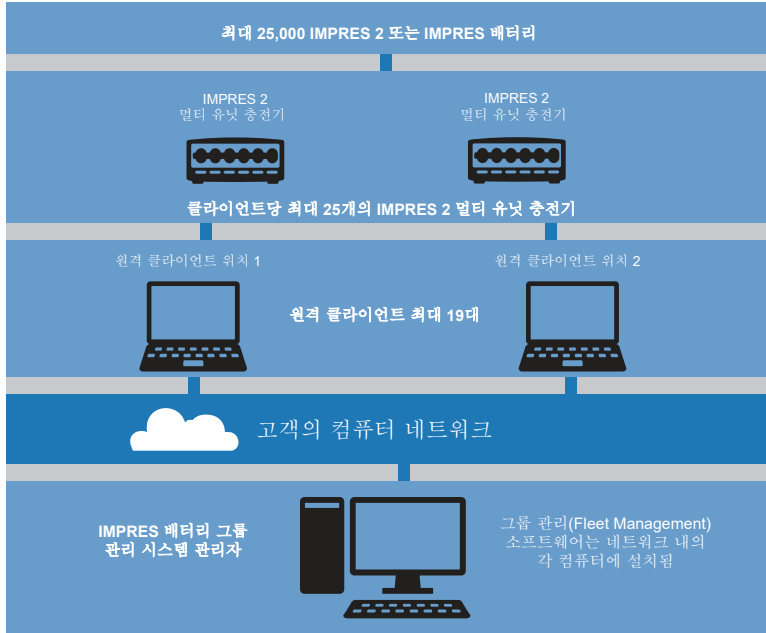 최대 25,000 IMPRES 2 또는 IMPRES 배터리
IMPRES 2
멀티 유닛 충전기
IMPRES 2
멀티 유닛 충전기
클라이언트당 최대 25개의 IMPRES 2 멀티 유닛 충전기
원격 클라이언트 위치 1
원격 클라이언트 위치 2
원격 클라이언트 최대 19대
고객의 컴퓨터 네트워크
IMPRES 배터리 그룹
관리 시스템 관리자
그룹 관리(Fleet Management)
소프트웨어는 네트워크 내의
각 컴퓨터에 설치됨